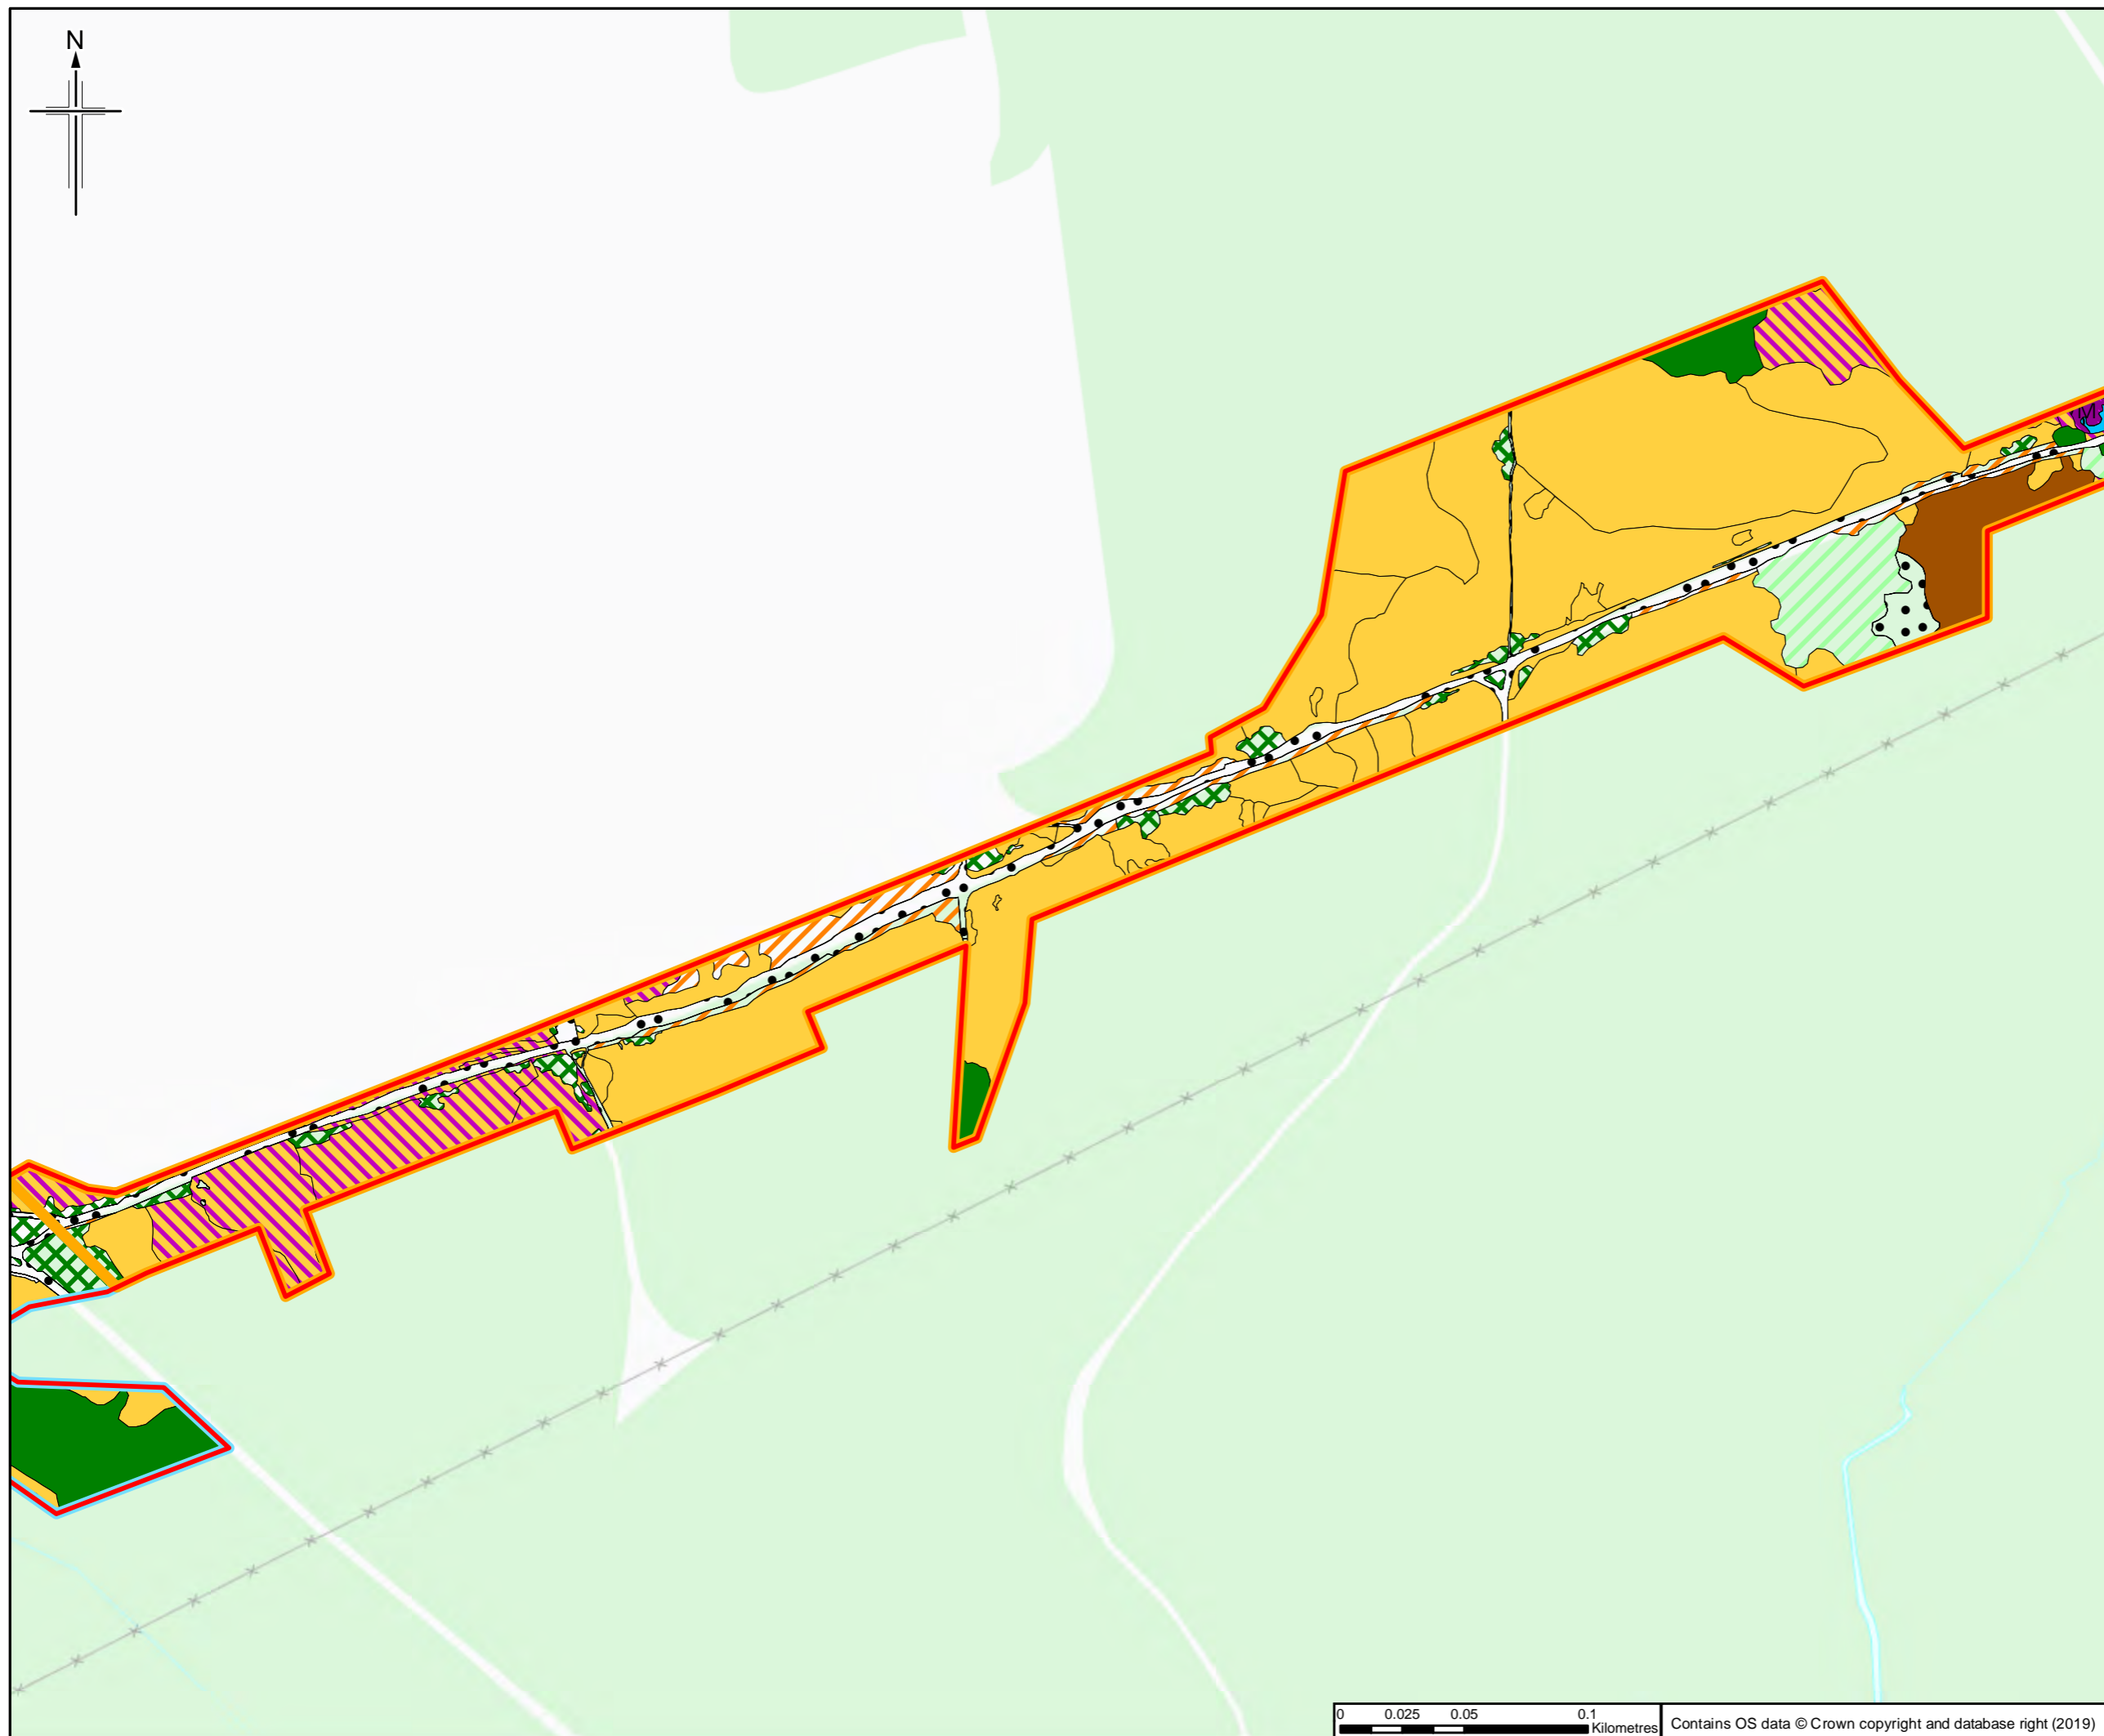 N
M
0 0.025 0.05 0.1
Kilometres
Contains OS data © Crown copyright and database right (2019)